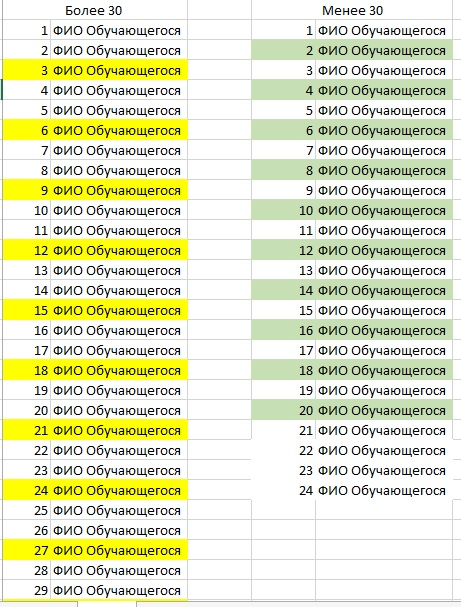 Более 30 Менее 30
1 ФИО Обучающегося 1 ФИО Обучающегося
2 ФИО Обучающегося 2 ФИО Обучающегося
3 ФИО Обучающегося 3 ФИО Обучающегося
4 ФИО Обучающегося 4 ФИО Обучающегося
5 ФИО Обучающегося 5 ФИО Обучающегося
6 ФИО Обучающегося 6 ФИО Обучающегося
7 ФИО Обучающегося 7 ФИО Обучающегося
8 ФИО Обучающегося 8 ФИО Обучающегося
9 ФИО Обучающегося 9 ФИО Обучающегося
10 ФИО Обучающегося 10 ФИО Обучающегося
11 ФИО Обучающегося 11 ФИО Обучающегося
12 ФИО Обучающегося 12 ФИО Обучающегося
13 ФИО Обучающегося 13 ФИО Обучающегося
14 ФИО Обучающегося 14 ФИО Обучающегося
15 ФИО Обучающегося 15 ФИО Обучающегося
16 ФИО Обучающегося 16 ФИО Обучающегося
17 ФИО Обучающегося 17 ФИО Обучающегося
18 ФИО Обучающегося 18 ФИО Обучающегося
19 ФИО Обучающегося 19 ФИО Обучающегося
20 ФИО Обучающегося 20 ФИО Обучающегося
21 ФИО Обучающегося 21 ФИО Обучающегося
22 ФИО Обучающегося 22 ФИО Обучающегося
23 ФИО Обучающегося 23 ФИО Обучающегося
24 ФИО Обучающегося 24 ФИО Обучающегося
25 ФИО Обучающегося
26 ФИО Обучающегося
27 ФИО Обучающегося
28 ФИО Обучающегося
29 ФИО Обучающегося